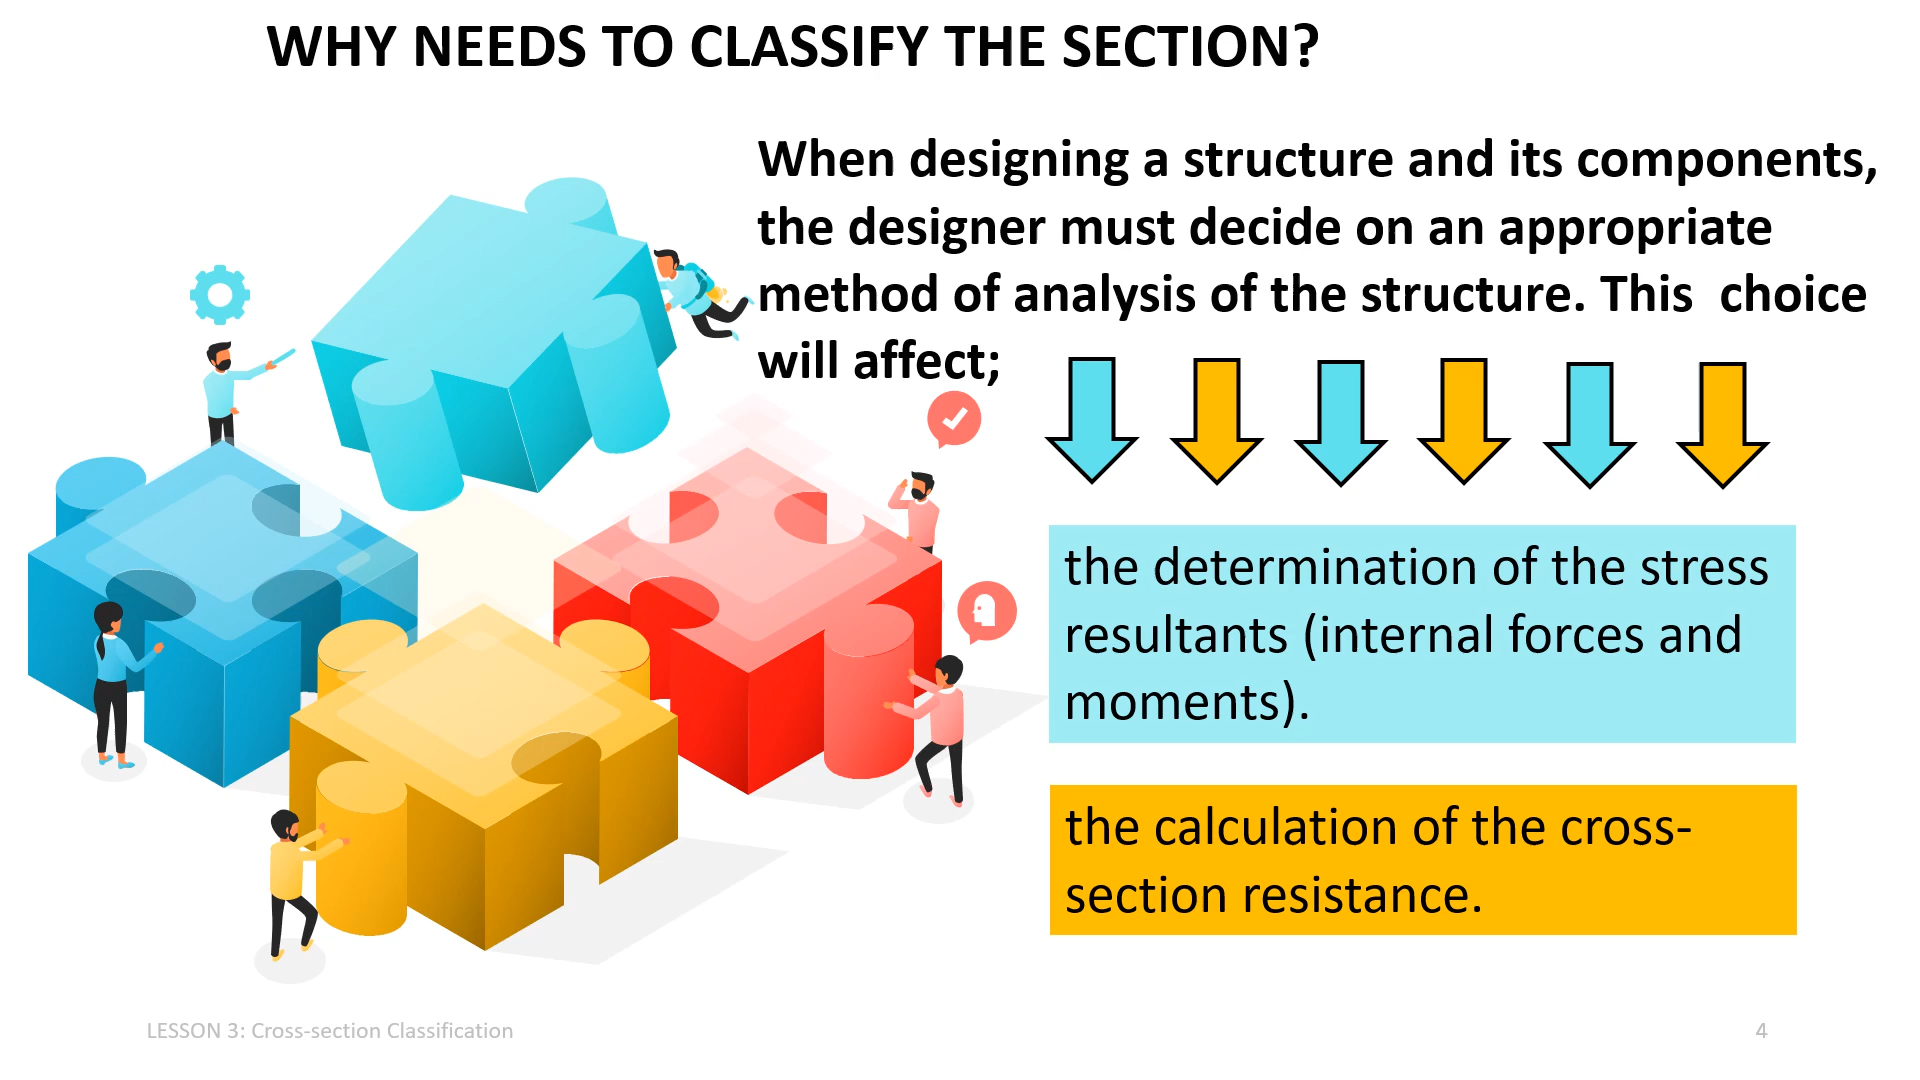 WHY NEEDS TO CLASSIFY THE SECTION?
When designing a structure and its components,
the designer must decide on an appropriate
method of analysis of the structure. This  choice
will affect;
the determination of the stress
resultants (internal forces and
moments).
the calculation of the cross-
section resistance.
LESSON 3: Cross-section Classification
4